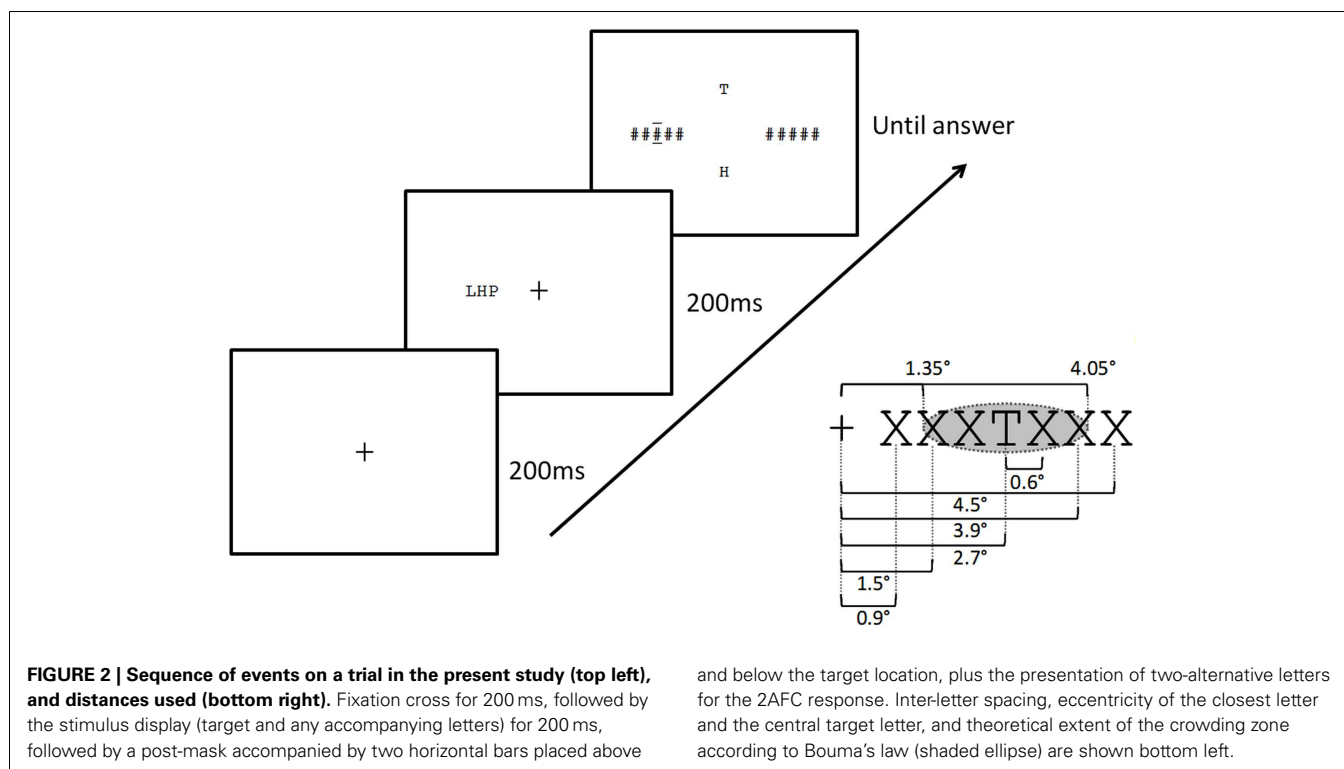 T
##### #####
H
Until answer
LHP +
200ms
+
200ms
1.35° 4.05°
+ XXXTXXX
0.6°
4.5°
3.9°
2.7°
1.5°
0.9°
FIGURE 2 | Sequence of events on a trial in the present study (top left),
and distances used (bottom right). Fixation cross for 200 ms, followed by
the stimulus display (target and any accompanying letters) for 200 ms,
followed by a post-mask accompanied by two horizontal bars placed above
and below the target location, plus the presentation of two-alternative letters
for the 2AFC response. Inter-letter spacing, eccentricity of the closest letter
and the central target letter, and theoretical extent of the crowding zone
according to Bouma's law (shaded ellipse) are shown bottom left.